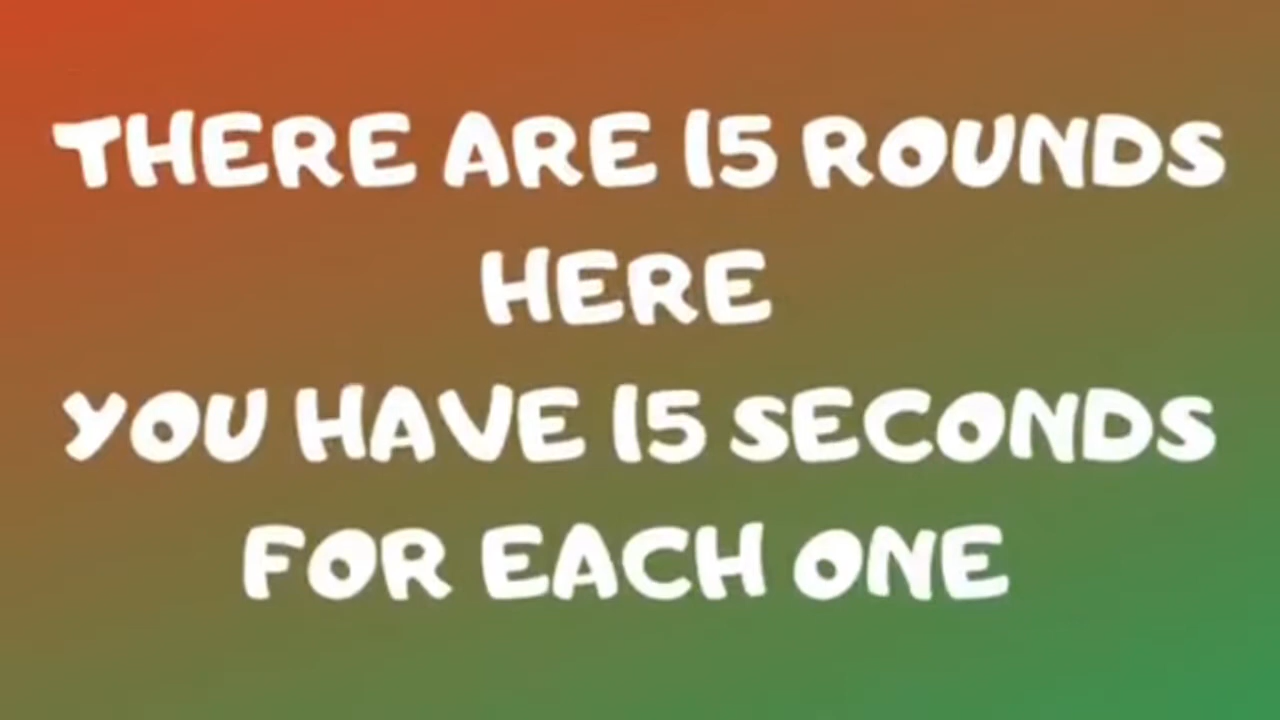 THERE ARE 15 ROUNDS
HERE
YOU HAVE 15 SECONDS
FOR EACH ONE